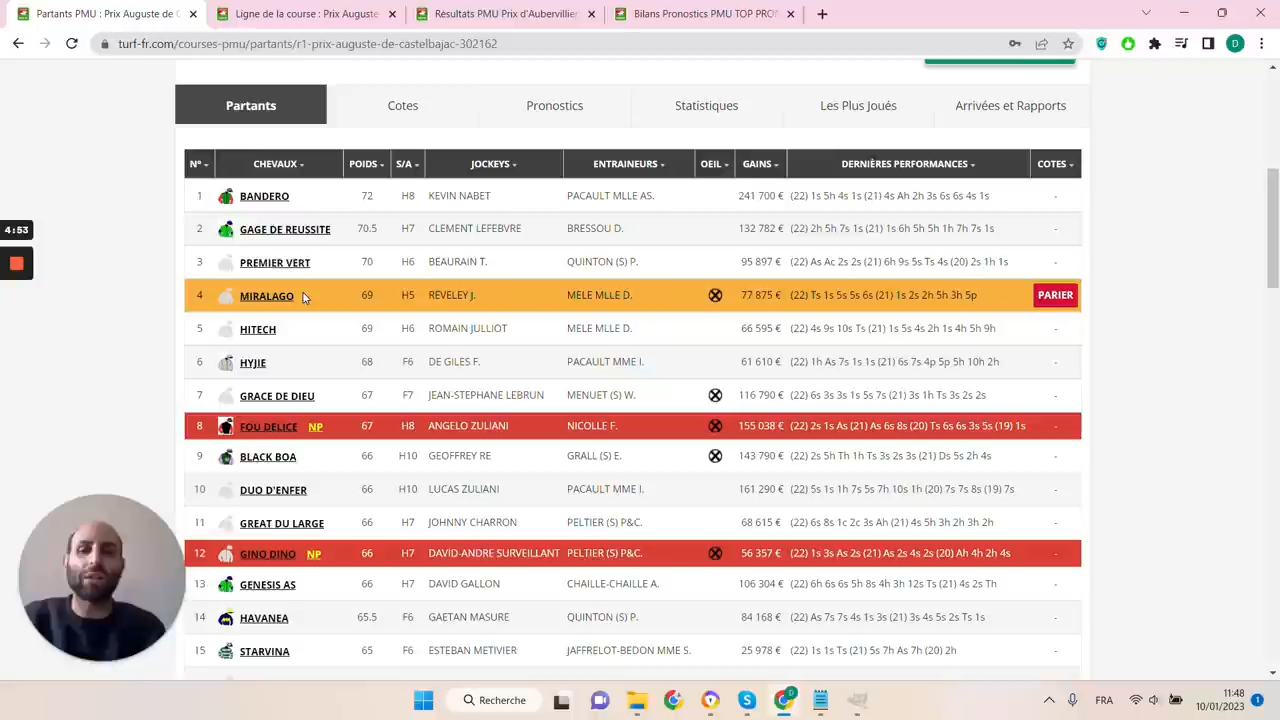 Partants PMU : Prix Auguste de C
Ligne de la course : Prix Auguste
Résultats PMU Prix d'Aubervillier
Bilans Pronostics PMU TOP PRO
turf-fr.com/courses-pmu/partants/r1-prix-auguste-de-castelbajac-302162
D
Partants Cotes Pronostics Statistiques Les Plus Joués Arrivées et Rapports
N° CHEVAUX POIDS S/A JOCKEYS ENTRAINEURS OEIL GAINS DERNIÈRES PERFORMANCES COTES
1 BANDERO 72 H8 KEVIN NABET PACAULT MLLE AS. 241 700 € (22) 1s 5h 4s 1s (21) 4s Ah 2h 3s 6s 6s 4s 1s -
2 GAGE DE REUSSITE 70.5 H7 CLEMENT LEFEBVRE BRESSOU D. 132 782 € (22) 2h 5h 7s 1s (21) 1s 6h 5h 5h 1h 7h 7s 1s -
3 PREMIER VERT 70 H6 BEAURAIN T. QUINTON (S) P. 95 897 € (22) As Ac 2s 2s (21) 6h 9s 5s Ts 4s (20) 2s 1h 1s -
4 MIRALAGO 69 H5 REVELEY J. MELE MLLE D. 77 875 € (22) Ts 1s 5s 5s 6s (21) 1s 2s 2h 5h 3h 5p PARIER
5 HITECH 69 H6 ROMAIN JULLIOT MELE MLLE D. 66 595 € (22) 4s 9s 10s Ts (21) 1s 5s 4s 2h 1s 4h 5h 9h -
6 HYJIE 68 F6 DE GILES F. PACAULT MME I. 61 610 € (22) 1h As 7s 1s 1s (21) 6s 7s 4p 5p 5h 10h 2h -
7 GRACE DE DIEU 67 F7 JEAN-STEPHANE LEBRUN MENUET (S) W. 116 790 € (22) 6s 3s 3s 1s 5s 7s (21) 3s 1h Ts 3s 2s 2s -
8 FOU DELICE NP 67 H8 ANGELO ZULIANI NICOLLE F. 155 038 € (22) 2s 1s As (21) As 6s 8s (20) Ts 6s 6s 3s 5s (19) 1s -
9 BLACK BOA 66 H10 GEOFFREY RE GRALL (S) E. 143 790 € (22) 2s 5h Th 1h Ts 3s 2s 3s (21) Ds 5s 2h 4s -
10 DUO D'ENFER 66 H10 LUCAS ZULIANI PACAULT MME I. 161 290 € (22) 5s 1s 1h 7s 5s 7h 10s 1h (20) 7s 7s 8s (19) 7s -
11 GREAT DU LARGE 66 H7 JOHNNY CHARRON PELTIER (S) P&C. 68 615 € (22) 6s 8s 1c 2c 3s Ah (21) 4s 5h 3h 2h 3h 2h -
12 GINO DINO NP 66 H7 DAVID-ANDRE SURVEILLANT PELTIER (S) P&C. 56 357 € (22) 1s 3s As 2s (21) As 2s 4s 2s (20) Ah 4h 2h 4s -
13 GENESIS AS 66 H7 DAVID GALLON CHAILLE-CHAILLE A. 106 304 € (22) 6h 6s 6s 5h 8s 4h 3h 12s Ts (21) 4s 2s Th -
14 HAVANEA 65.5 F6 GAETAN MASURE QUINTON (S) P. 84 168 € (22) As 7s 7s 4s 1s 3s (21) 3s 4s 5s 2s Ts 1s -
15 STARVINA 65 F6 ESTEBAN METIVIER JAFFRELOT-BEDON MME S. 25 978 € (22) 1s 1s Ts (21) 5s 7h As 7h (20) 2h -
4:53
Recherche
FRA
11:48
10/01/2023
1